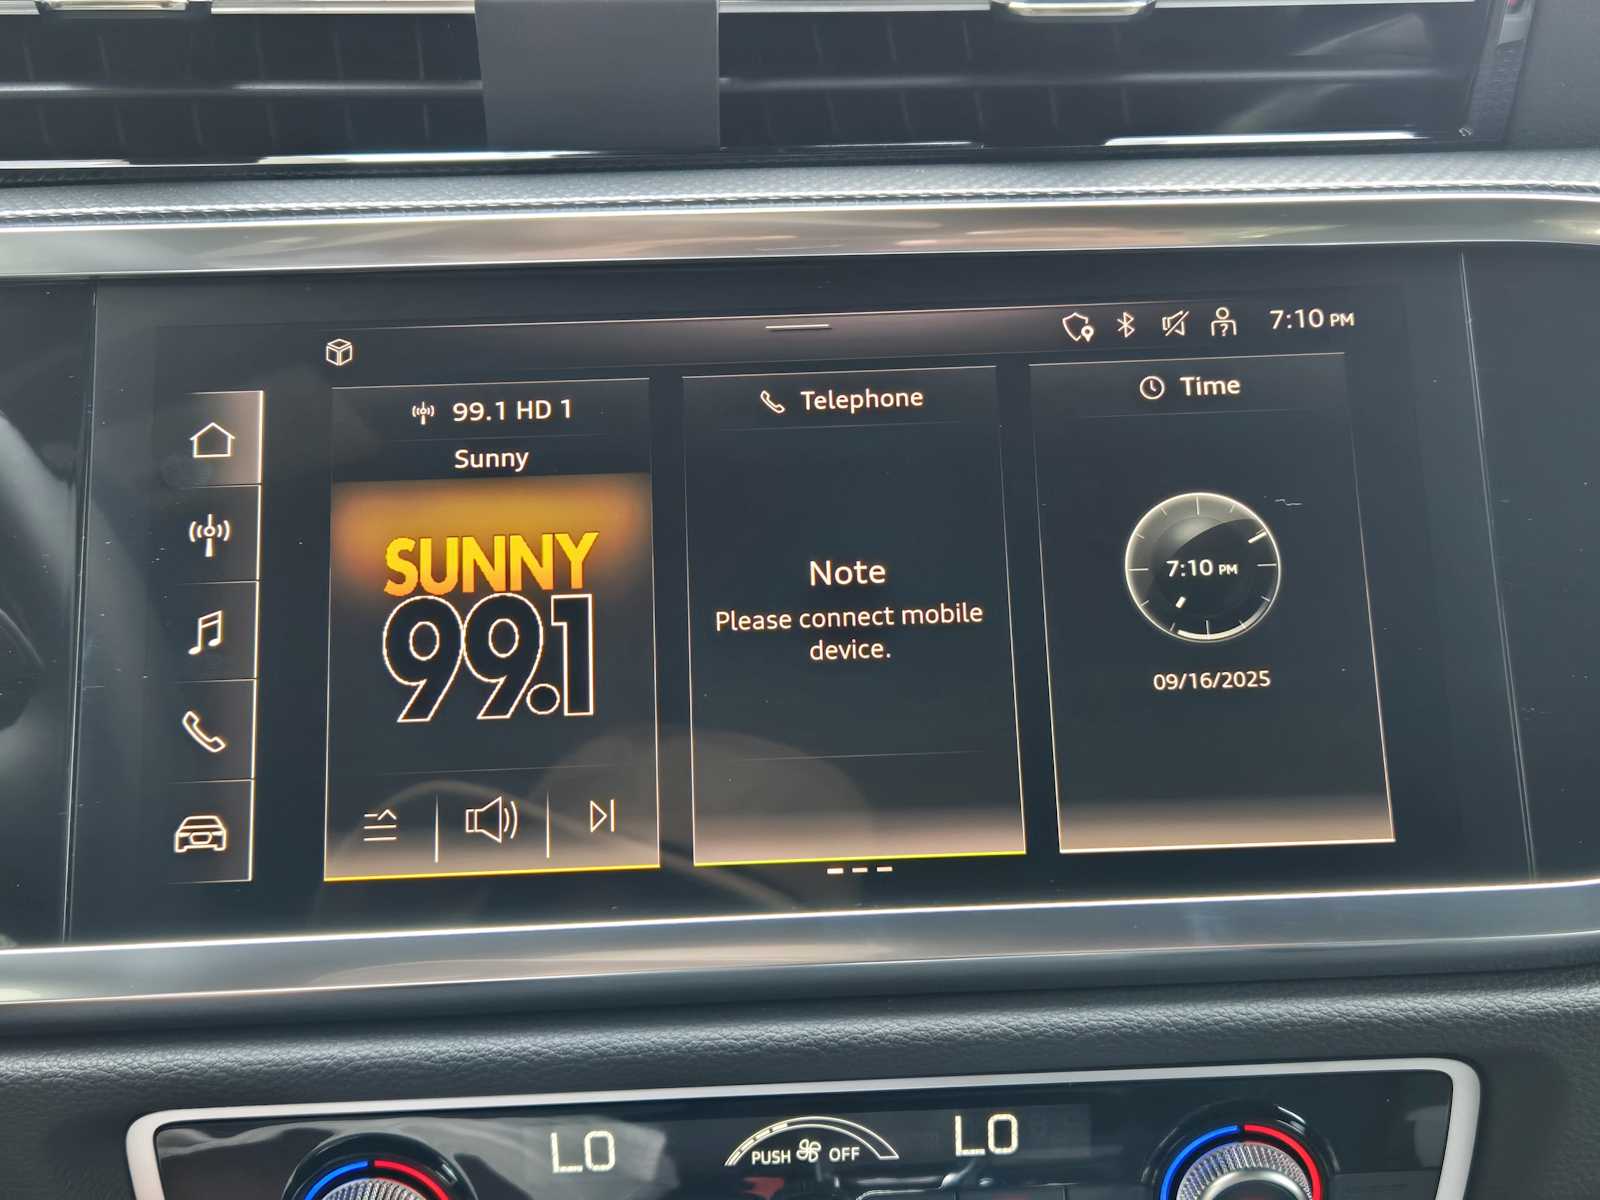 7:10 PM
99.1 HD 1
Sunny
SUNNY
99.1
Telephone
Note
Please connect mobile
device.
Time
7:10 PM
09/16/2025
LO
PUSH OFF
LO